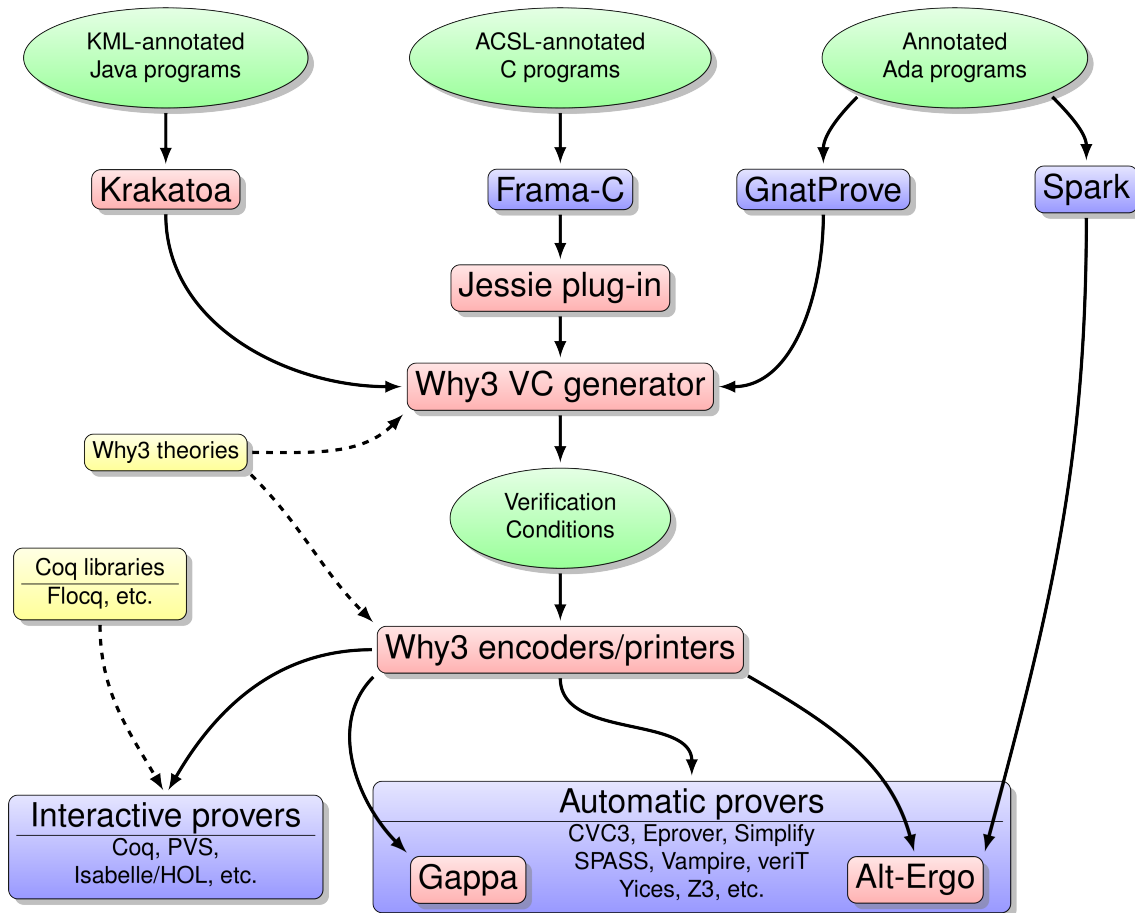 KML-annotated
Java programs
ACSL-annotated
C programs
Annotated
Ada programs
Krakatoa
Frama-C
GnatProve
Spark
Jessie plug-in
Why3 VC generator
Why3 theories
Verification
Conditions
Coq libraries
Flocq, etc.
Why3 encoders/printers
Interactive provers
Coq, PVS,
Isabelle/HOL, etc.
Automatic provers
CVC3, Eprover, Simplify
SPASS, Vampire, veriT
Yices, Z3, etc.
Gappa
Alt-Ergo